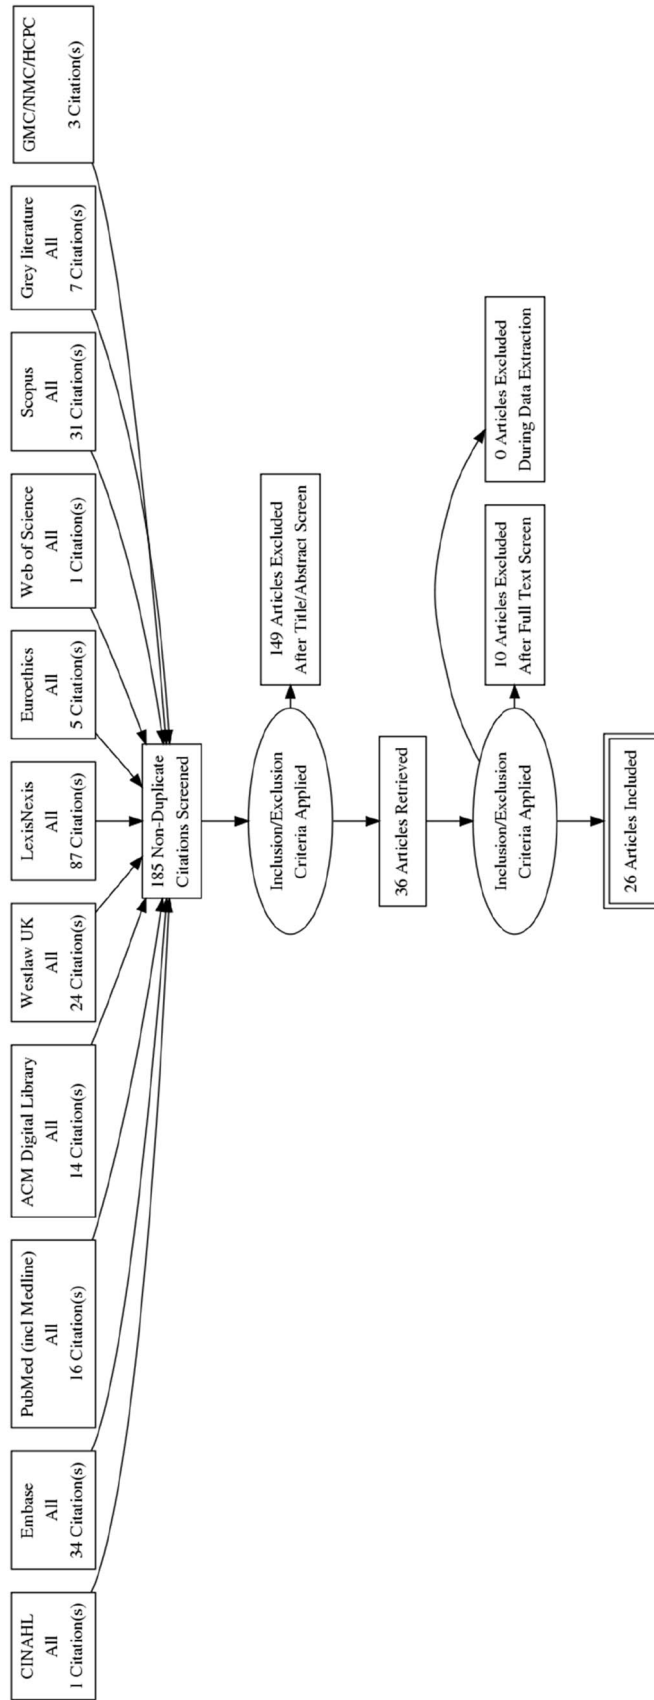 CINAHL
All
1 Citation(s)
Embase
All
34 Citation(s)
PubMed (incl Medline)
All
16 Citation(s)
ACM Digital Library
All
14 Citation(s)
Westlaw UK
All
24 Citation(s)
LexisNexis
All
87 Citation(s)
Euroethics
All
5 Citation(s)
Web of Science
All
1 Citation(s)
Scopus
All
31 Citation(s)
Grey literature
All
7 Citation(s)
GMC/NMC/HCPC
3 Citation(s)
185 Non-Duplicate
Citations Screened
Inclusion/Exclusion
Criteria Applied
149 Articles Excluded
After Title/Abstract Screen
36 Articles Retrieved
Inclusion/Exclusion
Criteria Applied
10 Articles Excluded
After Full Text Screen
0 Articles Excluded
During Data Extraction
26 Articles Included